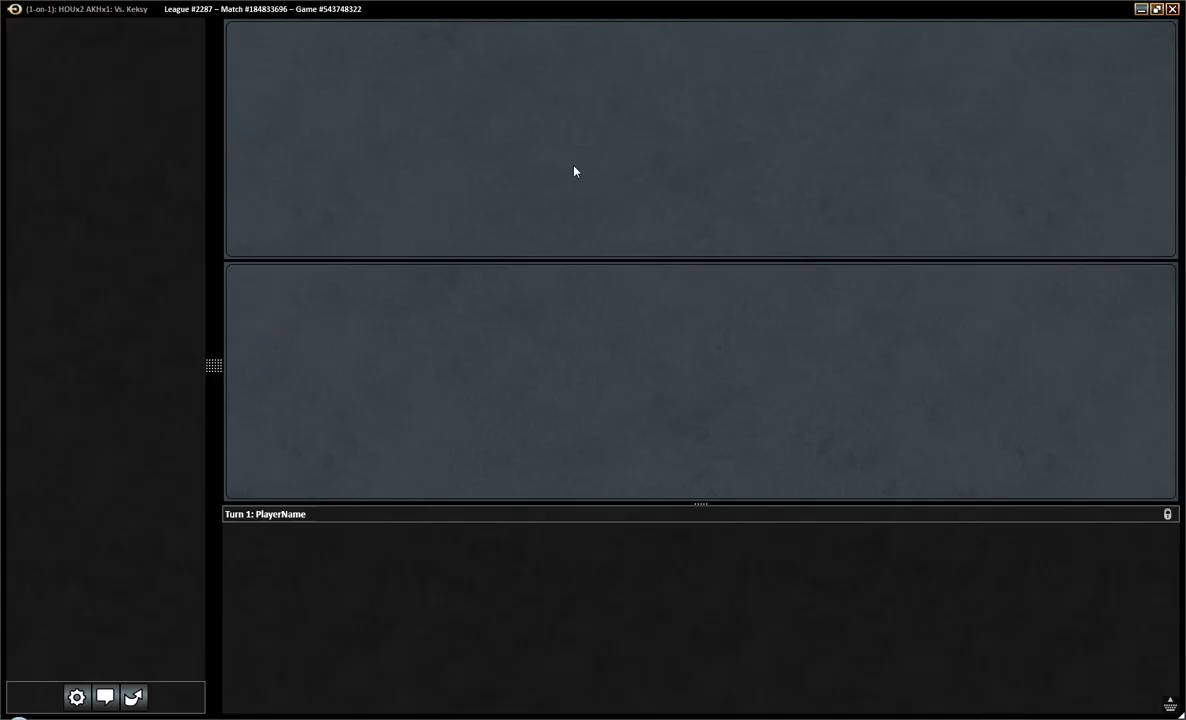 (1-on-1): HOUx2 AKHx1: Vs. Keksy League #2287 – Match #184833696 – Game #543748322
Turn 1: PlayerName